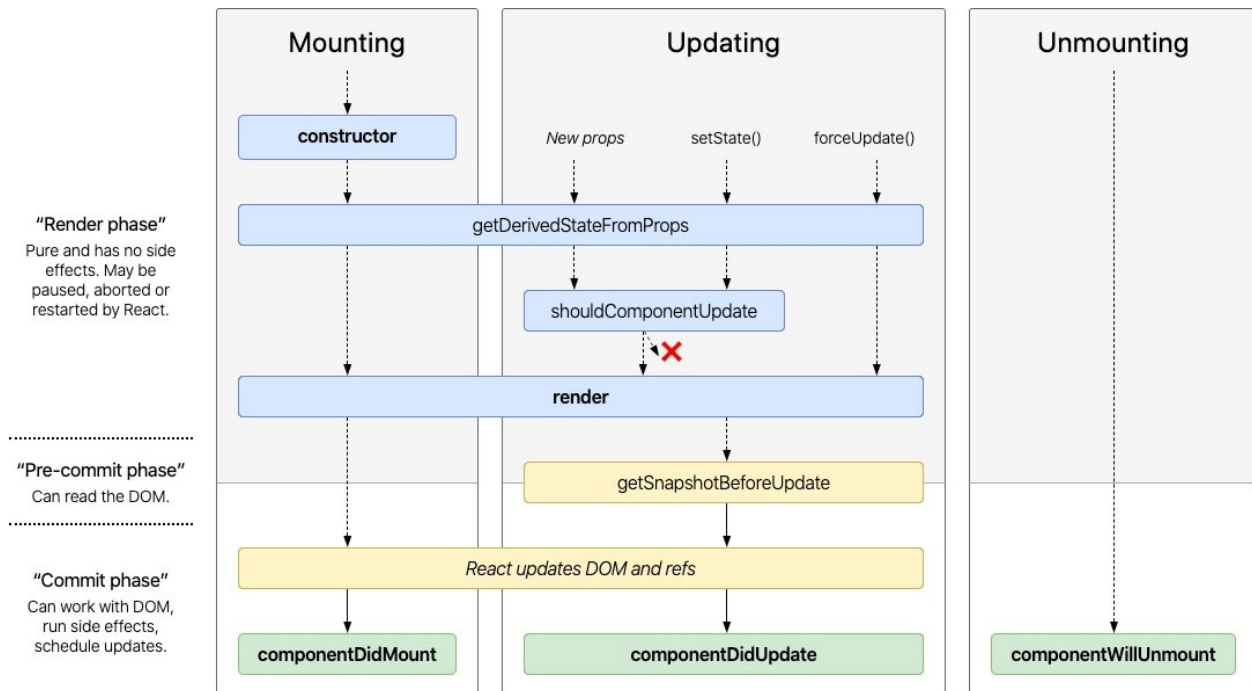 Mounting
Updating
Unmounting
constructor
New props
setState()
forceUpdate()
getDerivedStateFromProps
“Render phase”
Pure and has no side
effects. May be
paused, aborted or
restarted by React.
shouldComponentUpdate
render
“Pre-commit phase”
Can read the DOM.
getSnapshotBeforeUpdate
React updates DOM and refs
“Commit phase”
Can work with DOM,
run side effects,
schedule updates.
componentDidMount
componentDidUpdate
componentWillUnmount